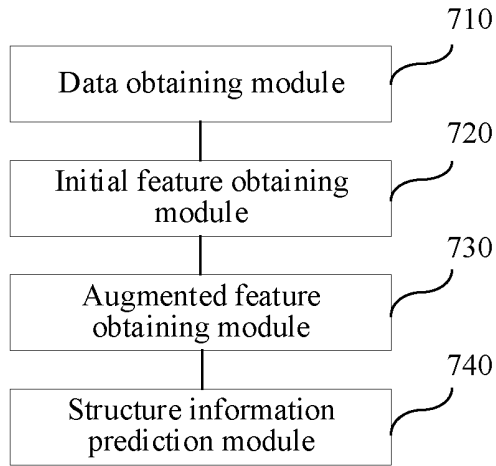 710
Data obtaining module
720
Initial feature obtaining
module
730
Augmented feature
obtaining module
740
Structure information
prediction module